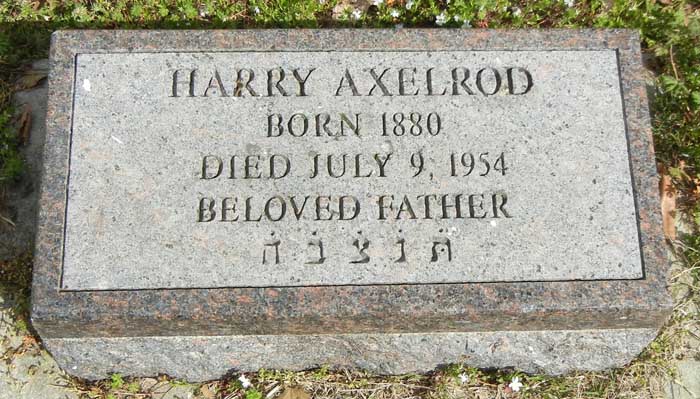 HARRY AXELROD
BORN 1880
DIED JULY 9, 1954
BELOVED FATHER
ת נ צ ב ה